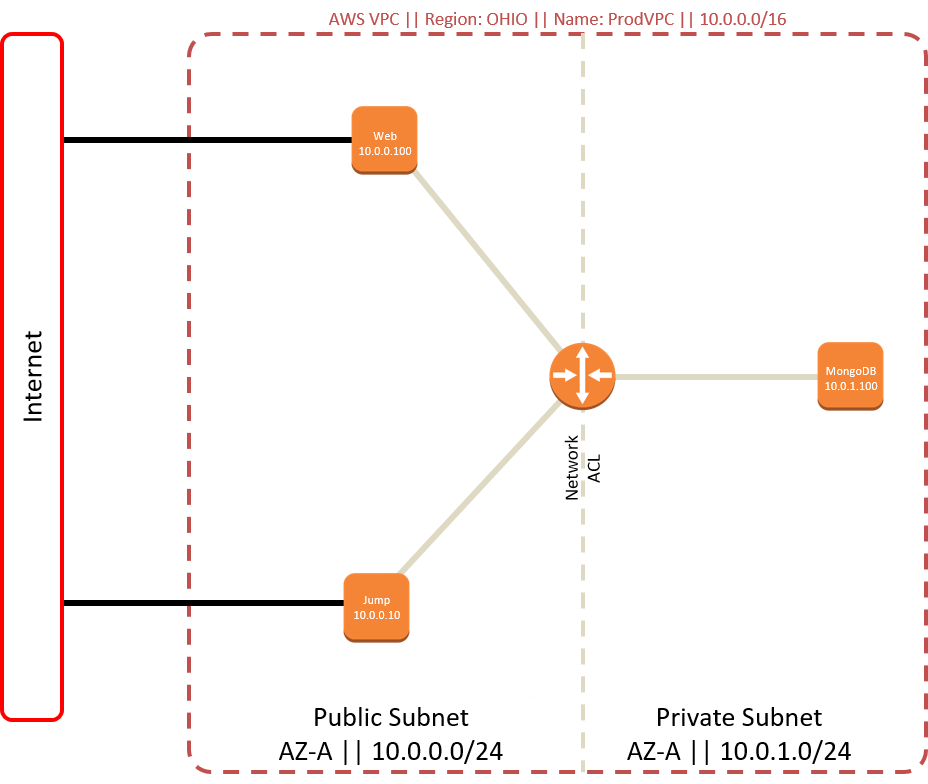 AWS VPC || Region: OHIO || Name: ProdVPC || 10.0.0.0/16
Internet
Web
10.0.0.100
MongoDB
10.0.1.100
Network
ACL
Jump
10.0.0.10
Public Subnet
AZ-A || 10.0.0.0/24
Private Subnet
AZ-A || 10.0.1.0/24